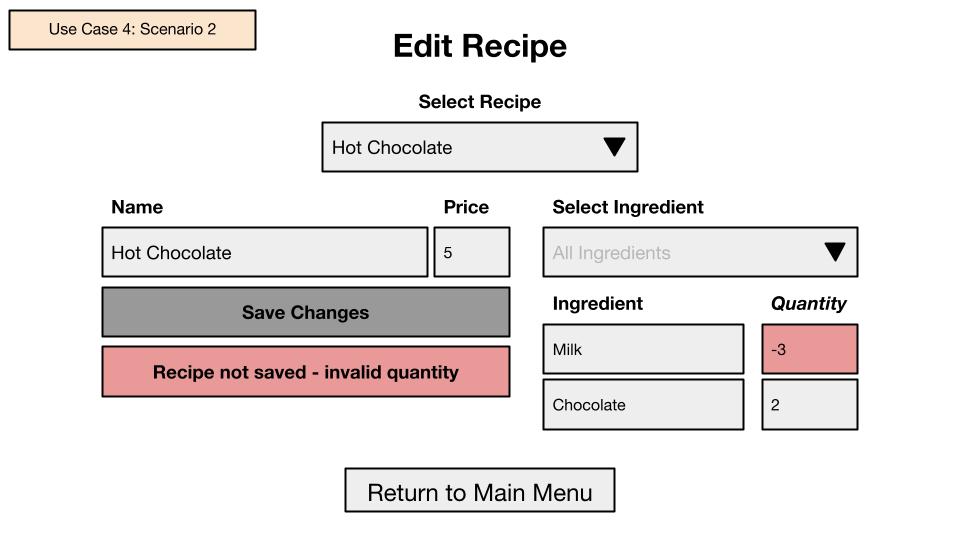 Use Case 4: Scenario 2
Edit Recipe
Select Recipe
Hot Chocolate
Name Price
Hot Chocolate 5
Save Changes
Recipe not saved - invalid quantity
Select Ingredient
All Ingredients
Ingredient Quantity
Milk -3
Chocolate 2
Return to Main Menu